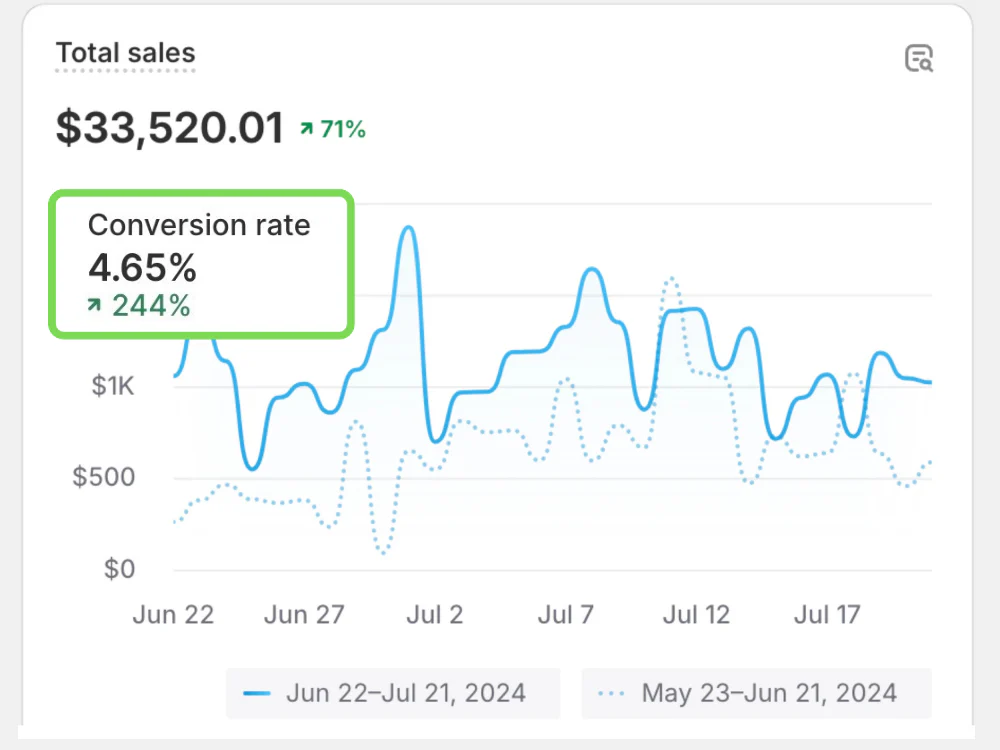 Total sales
$33,520.01 71%
Conversion rate
4.65%
244%
$1K
$500
$0
Jun 22 Jun 27 Jul 2 Jul 7 Jul 12 Jul 17
Jun 22–Jul 21, 2024 May 23–Jun 21, 2024